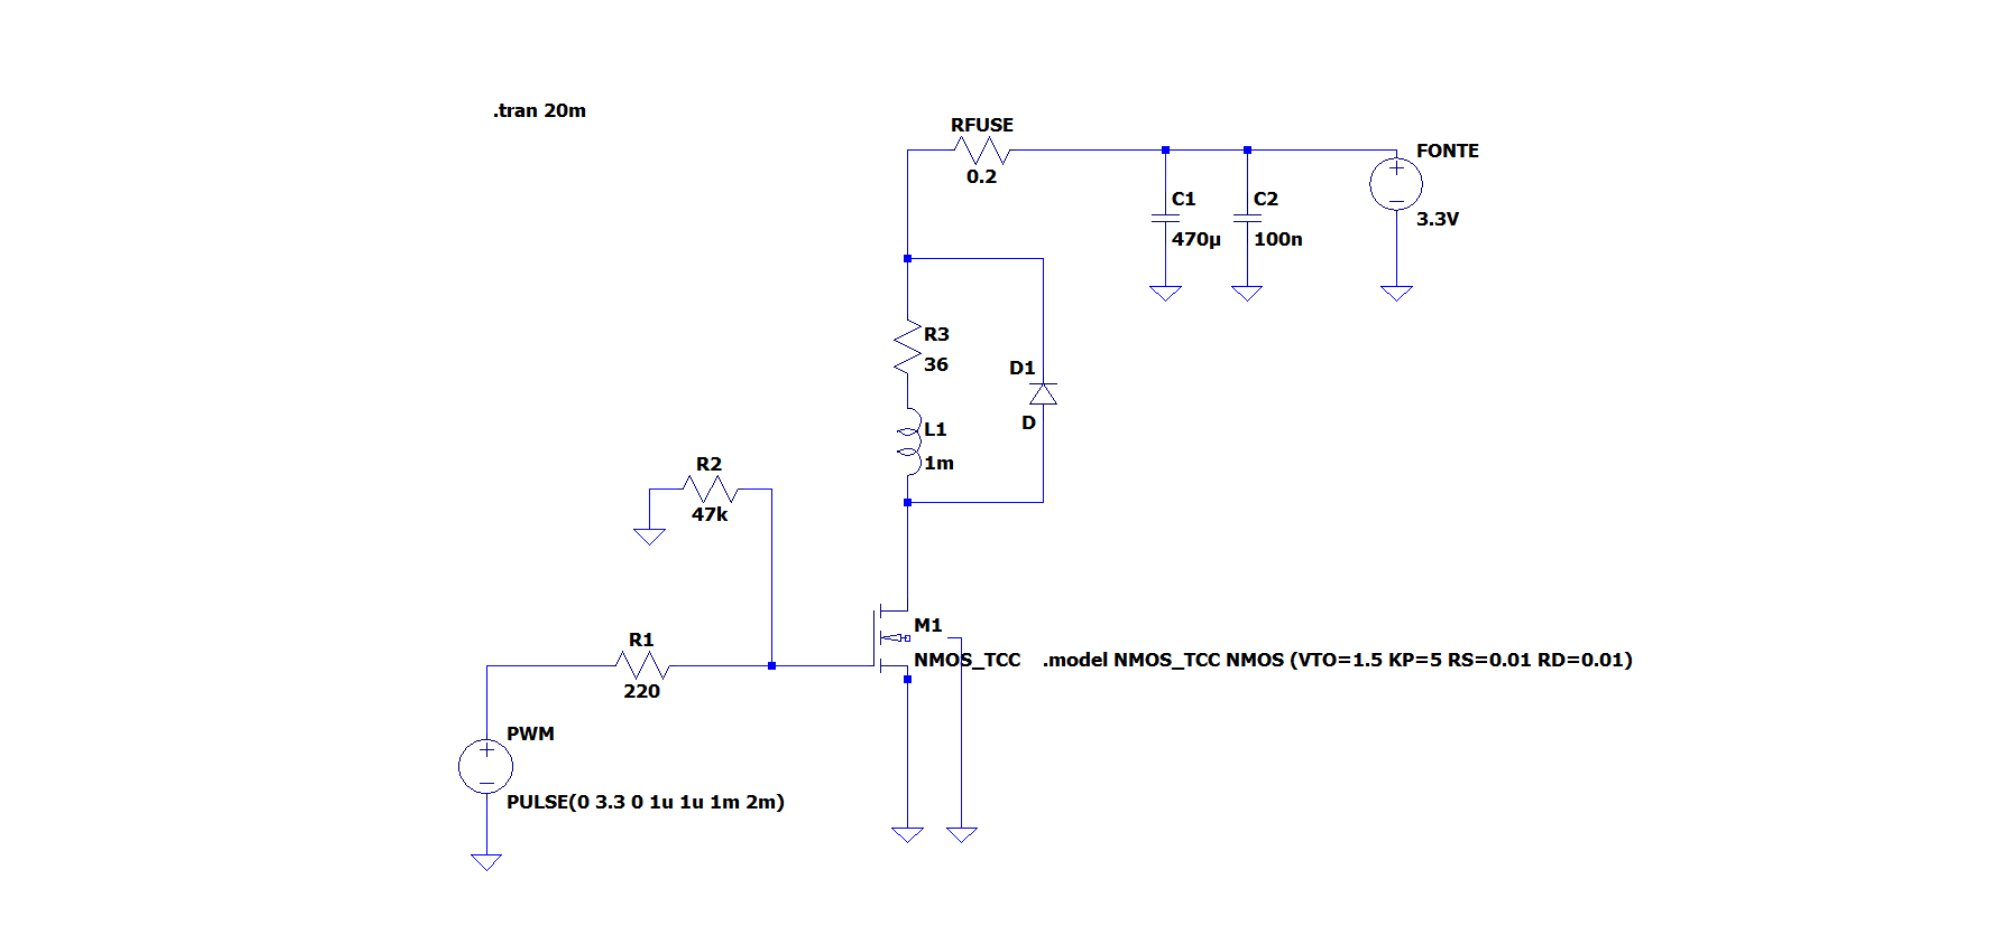 .tran 20m
RFUSE
0.2
C1
470µ
C2
100n
FONTE
3.3V
R3
36
D1
D
L1
1m
R2
47k
R1
220
M1
NMOS_TCC
.model NMOS_TCC NMOS (VTO=1.5 KP=5 RS=0.01 RD=0.01)
PWM
PULSE(0 3.3 0 1u 1u 1m 2m)